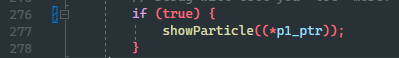 276 if (true) {
277 showParticle((*p1_ptr));
278 }